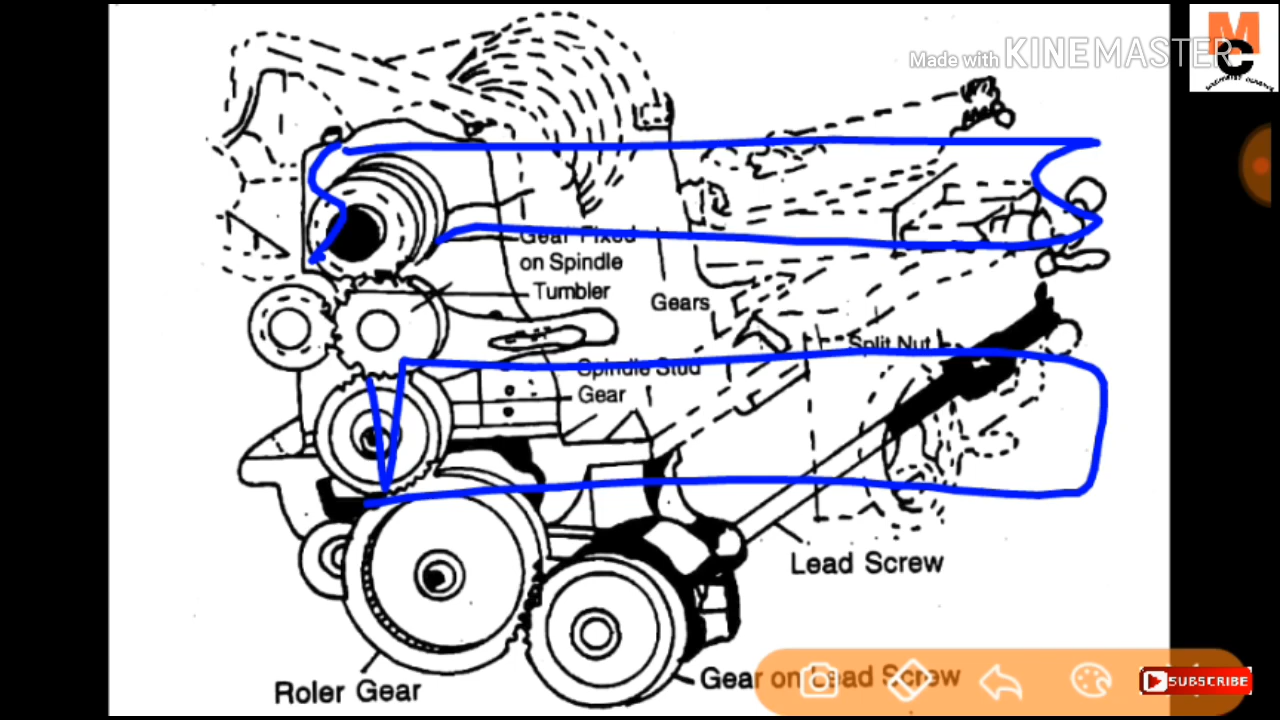 Made with KINEMASTER
MC
Gear Fixed
on Spindle
Tumbler
Gears
Split Nut
Spindle Stud
Gear
Lead Screw
Roler Gear
Gear on Lead Screw
SUBSCRIBE